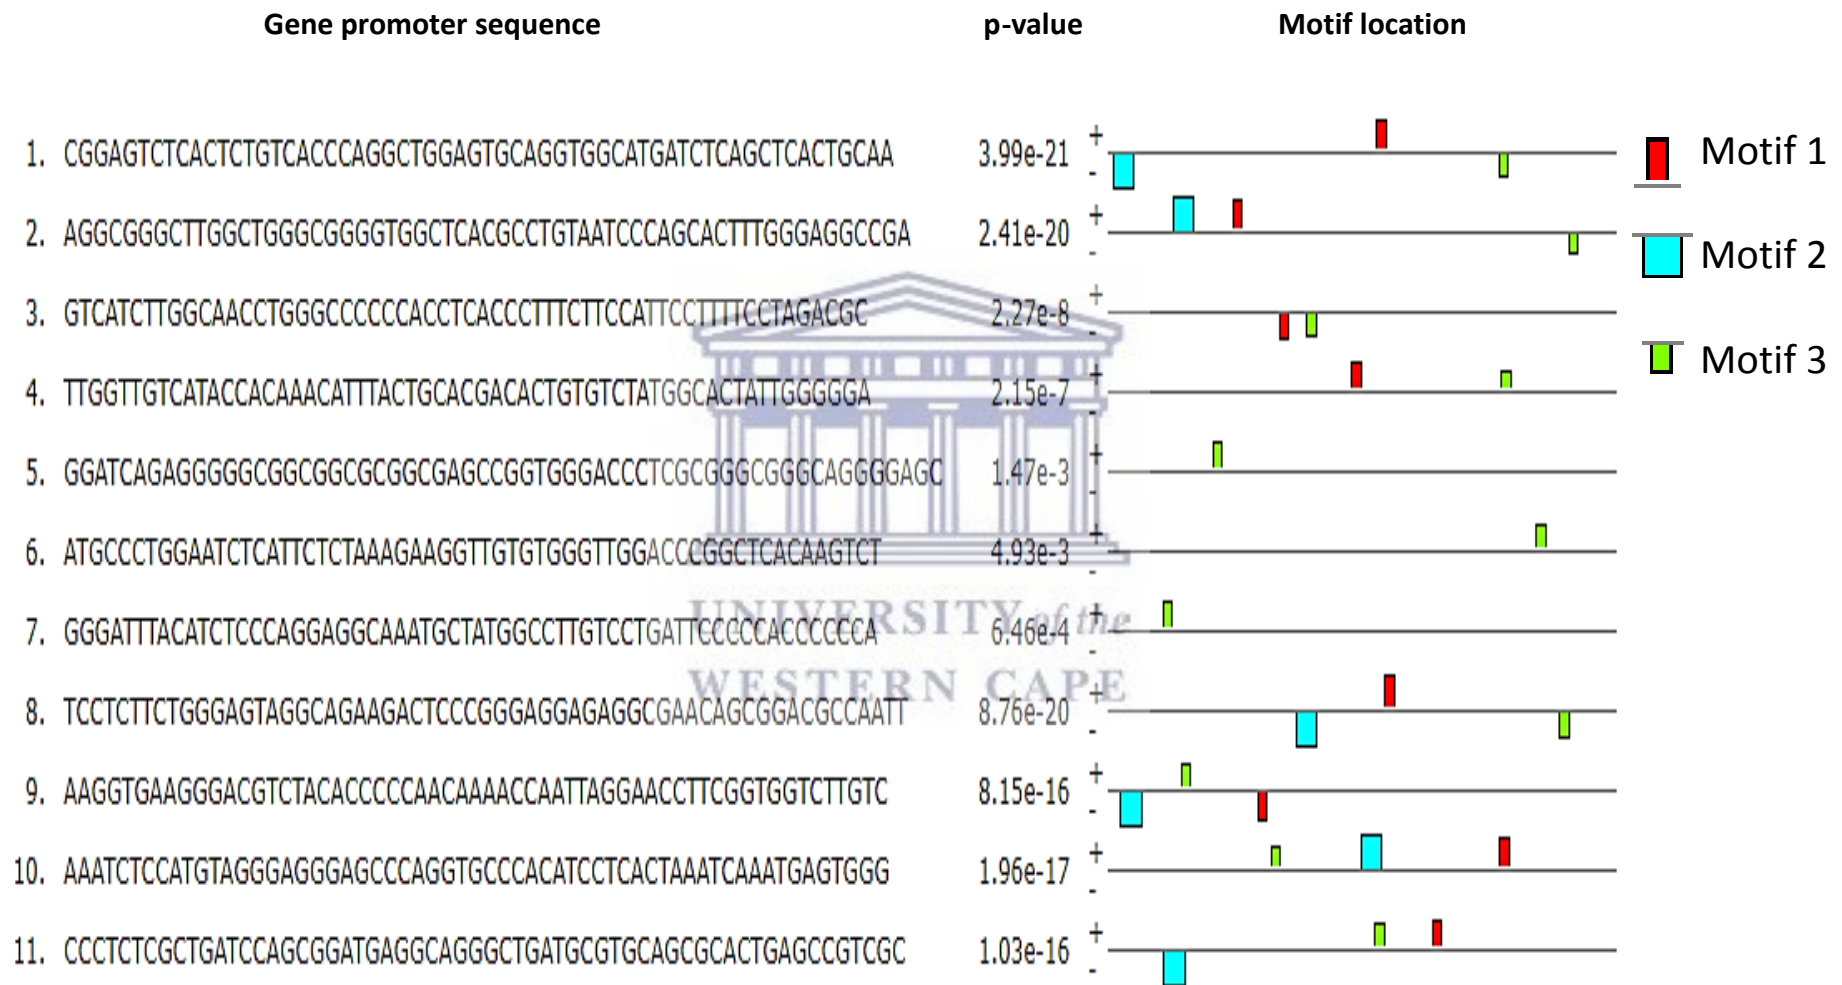 Gene promoter sequence p-value Motif location
1. CGGAGTCTCACTCTGTCACCCAGGCTGGAGTGCAGGTGGCATGATCTCAGCTCACTGCAA 3.99e-21 + -
2. AGGCGGGCTTGGCTGGGCGGGGTGGCTCACGCCTGTAATCCCAGCACTTTGGGAGGCCGA 2.41e-20 + -
3. GTCATCTTGGCAACCTGGGCCCCCCACCTCACCCTTTCTTCCATTCCTTTTCCTAGACGC 2.27e-8 + -
4. TTGGTTGTCATACCACAAACATTTACTGCACGACACTGTGTCTATGGCACTATTGGGGGA 2.15e-7 + -
5. GGATCAGAGGGGGCGGCGGCGCGGCGAGCCGGTGGGACCCTCGCGGGCGGGCAGGGGAGC 1.47e-3 + -
6. ATGCCCTGGAATCTCATTCTCTAAAGAAGGTTGTGTGGGTTGGACCCGGCTCACAAGTCT 4.93e-3 + -
7. GGGATTTACATCTCCCAGGAGGCAAATGCTATGGCCTTGTCCTGATTCCCCCACCCCCCA 6.46e-4 + -
8. TCCTCTTCTGGGAGTAGGCAGAAGACTCCCGGGAGGAGAGGCGAACAGCGGACGCCAATT 8.76e-20 + -
9. AAGGTGAAGGGACGTCTACACCCCCAACAAAACCAATTAGGAACCTTCGGTGGTCTTGTC 8.15e-16 + -
10. AAATCTCCATGTAGGGAGGGAGCCCAGGTGCCCACATCCTCACTAAATCAAATGAGTGGG 1.96e-17 + -
11. CCCTCTCGCTGATCCAGCGGATGAGGCAGGGCTGATGCGTGCAGCGCACTGAGCCGTCGC 1.03e-16 + -
Motif 1
Motif 2
Motif 3
UNIVERSITY of the
WESTERN CAPE